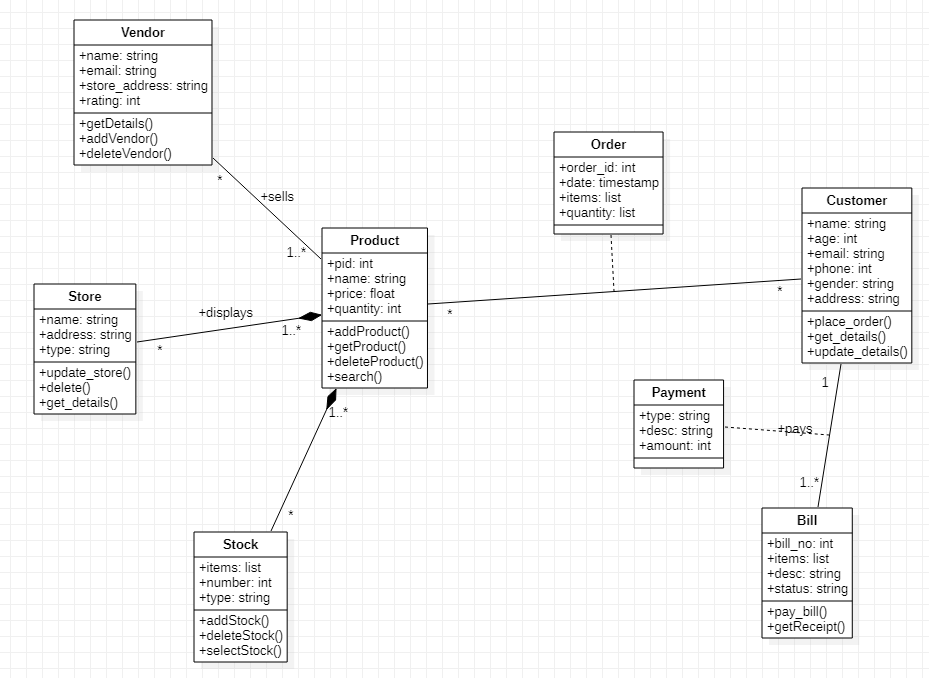 Vendor
+name: string
+email: string
+store_address: string
+rating: int
+getDetails()
+addVendor()
+deleteVendor()
*
+sells
1..*
Order
+order_id: int
+date: timestamp
+items: list
+quantity: list
Customer
+name: string
+age: int
+email: string
+phone: int
+gender: string
+address: string
+place_order()
+get_details()
+update_details()
Product
+pid: int
+name: string
+price: float
+quantity: int
+addProduct()
+getProduct()
+deleteProduct()
+search()
*
*
Store
+name: string
+address: string
+type: string
+update_store()
+delete()
+get_details()
+displays
1..*
*
1..*
*
Stock
+items: list
+number: int
+type: string
+addStock()
+deleteStock()
+selectStock()
Payment
+type: string
+desc: string
+amount: int
1
+pays
1..*
Bill
+bill_no: int
+items: list
+desc: string
+status: string
+pay_bill()
+getReceipt()